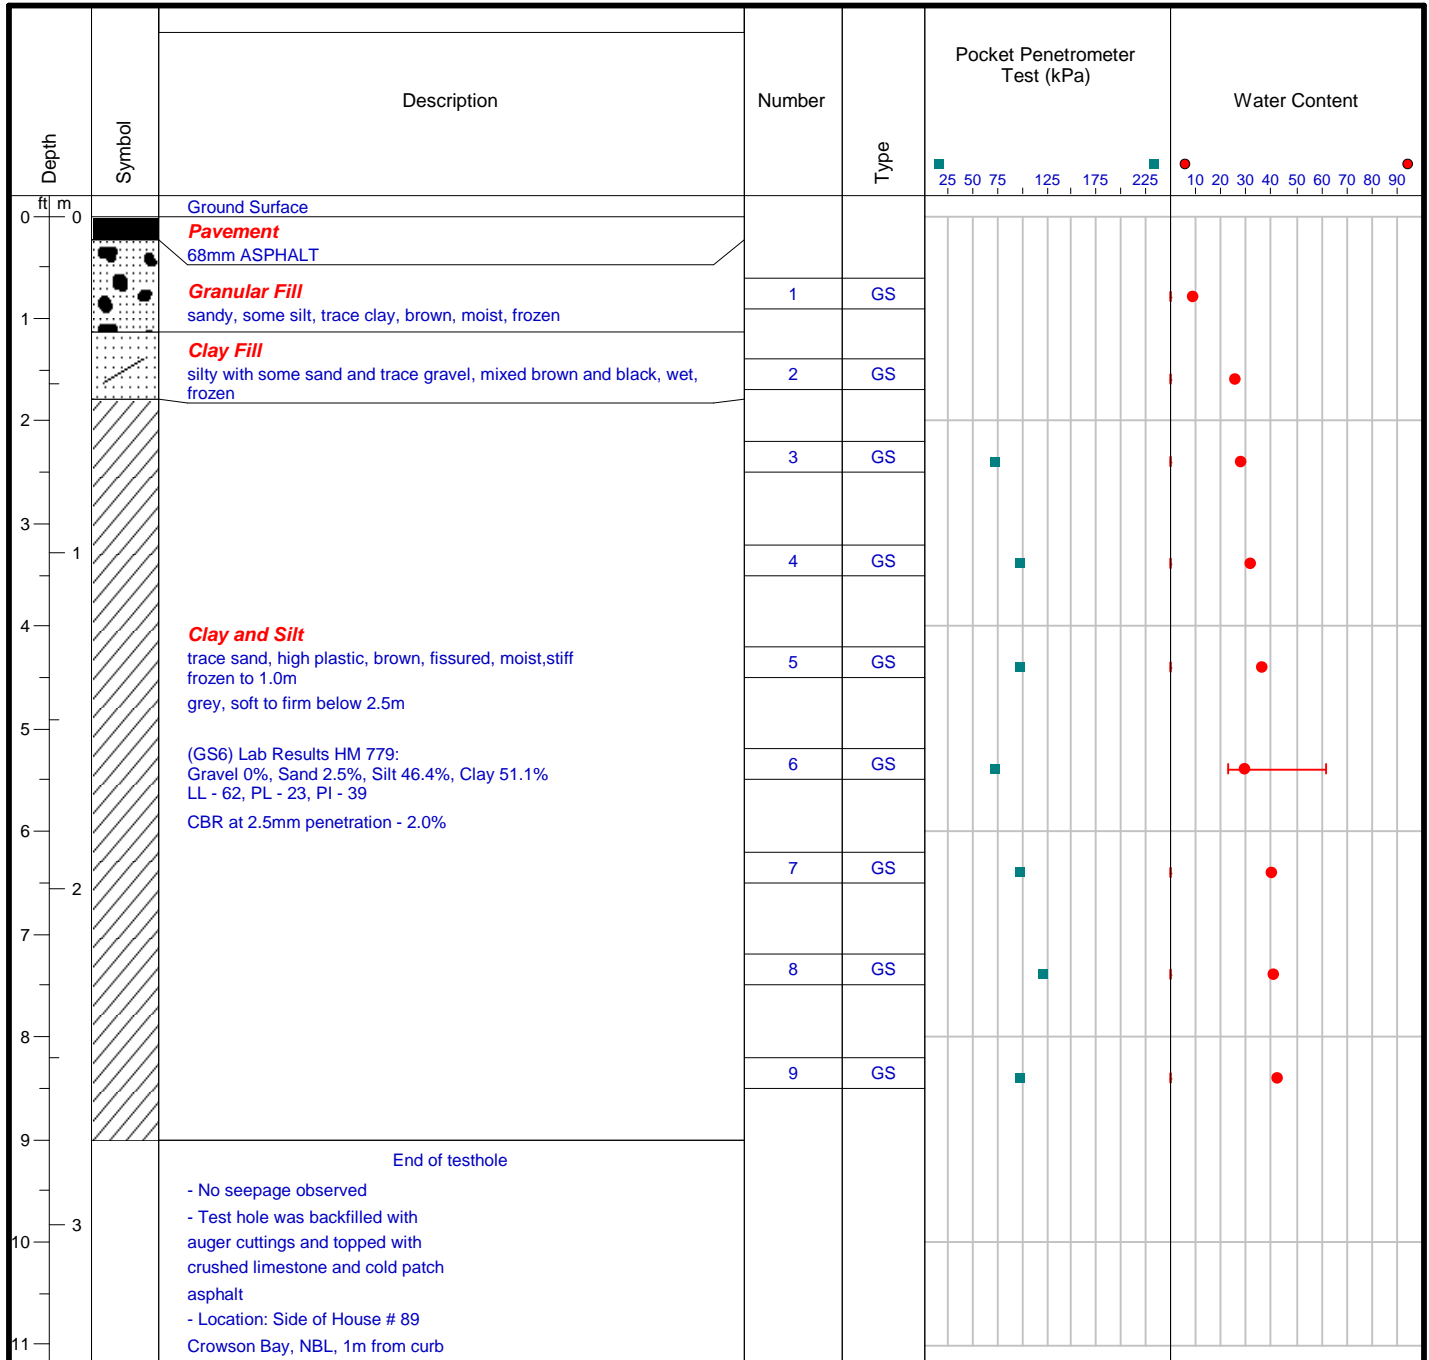 Depth
Symbol
Description
Number
Type
Pocket Penetrometer
Test (kPa)
Water Content
25 50 75 125 175 225
10 20 30 40 50 60 70 80 90
ft m
Ground Surface
0 0
Pavement
68mm ASPHALT
Granular Fill
1 GS
sandy, some silt, trace clay, brown, moist, frozen
1
Clay Fill
silty with some sand and trace gravel, mixed brown and black, wet,
frozen
2 GS
2
3 GS
3
1
4 GS
4
Clay and Silt
trace sand, high plastic, brown, fissured, moist,stiff
frozen to 1.0m
5 GS
grey, soft to firm below 2.5m
5
(GS6) Lab Results HM 779:
Gravel 0%, Sand 2.5%, Silt 46.4%, Clay 51.1%
LL - 62, PL - 23, PI - 39
6 GS
CBR at 2.5mm penetration - 2.0%
6
7 GS
2
7
8 GS
8
9 GS
9
End of testhole
- No seepage observed
- Test hole was backfilled with
3
auger cuttings and topped with
10
crushed limestone and cold patch
asphalt
- Location: Side of House # 89
Crowson Bay, NBL, 1m from curb
11